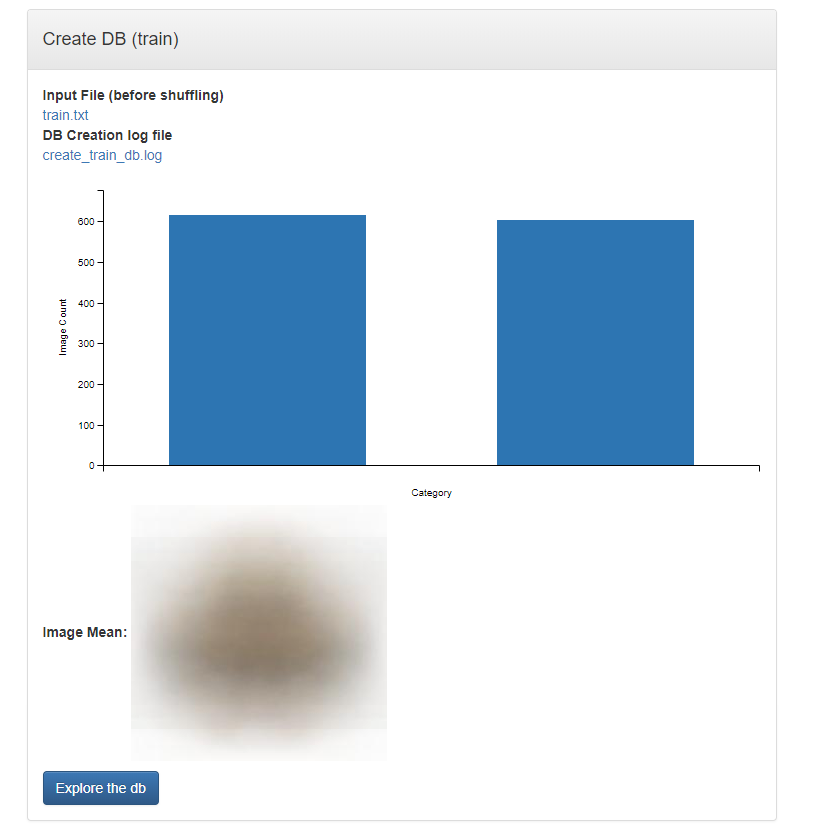 Create DB (train)
Input File (before shuffling)
train.txt
DB Creation log file
create_train_db.log
600
500
400
300
200
100
0
Image Count
Category
Image Mean:
Explore the db